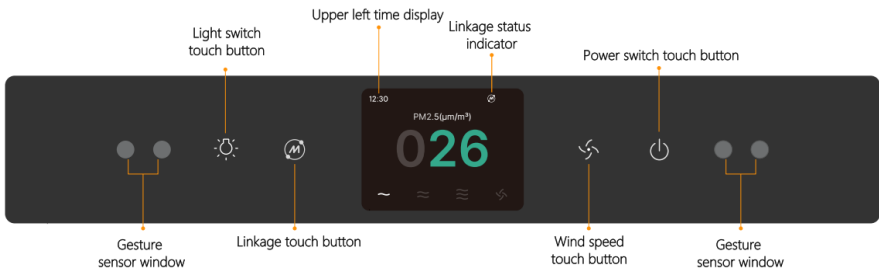 Upper left time display
Light switch
touch button
Linkage status
indicator
Power switch touch button
12:30
PM2.5(μm/m³)
026
Gesture
sensor window
Linkage touch button
Wind speed
touch button
Gesture
sensor window